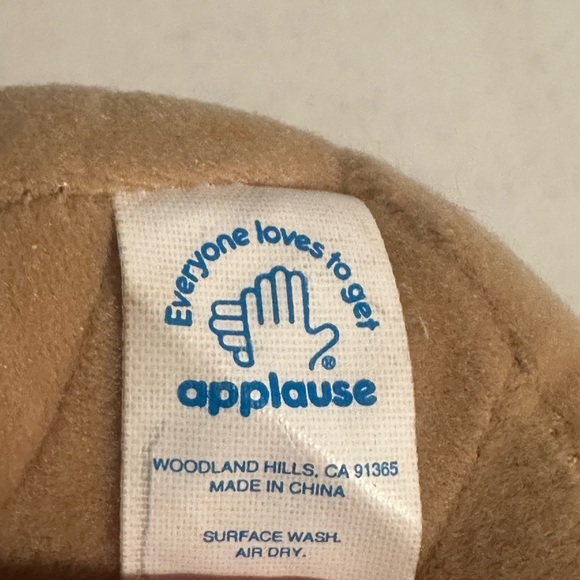 Everyone loves to get
®
applause
WOODLAND HILLS, CA 91365
MADE IN CHINA
SURFACE WASH.
AIR DRY.